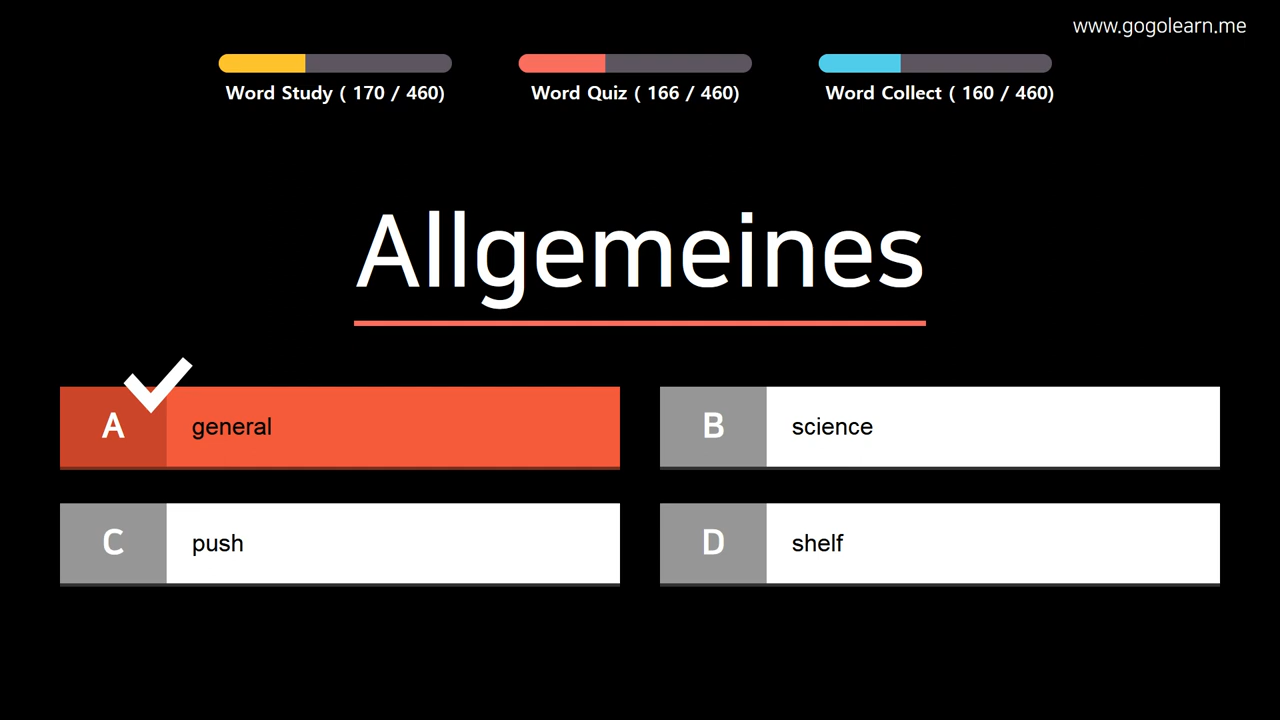 www.gogolearn.me
Word Study ( 170 / 460)
Word Quiz ( 166 / 460)
Word Collect ( 160 / 460)
Allgemeines
A general
B science
C push
D shelf